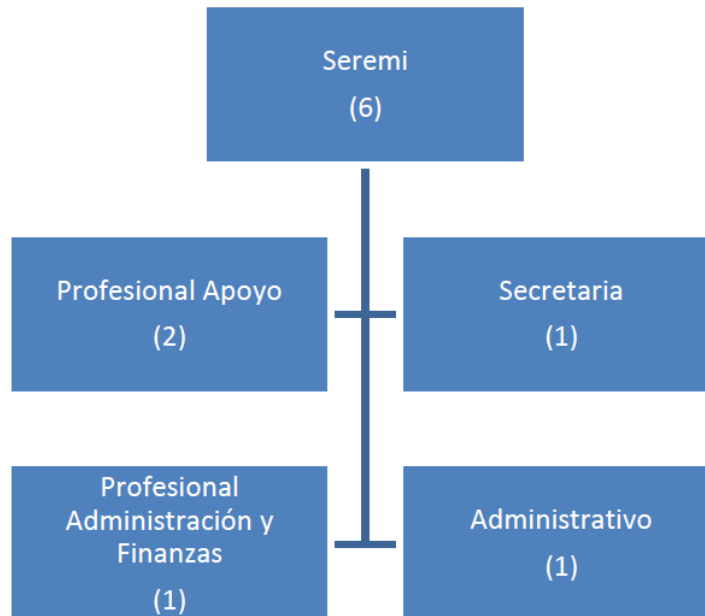 Seremi
(6)
Profesional Apoyo
(2)
Secretaria
(1)
Profesional
Administración y
Finanzas
(1)
Administrativo
(1)